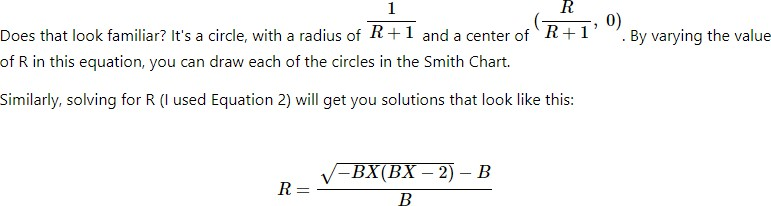 Does that look familiar? It's a circle, with a radius of \frac{1}{R+1} and a center of (\frac{R}{R+1}, 0). By varying the value
of R in this equation, you can draw each of the circles in the Smith Chart.
Similarly, solving for R (I used Equation 2) will get you solutions that look like this:
R = \frac{\sqrt{-BX(BX-2)} - B}{B}